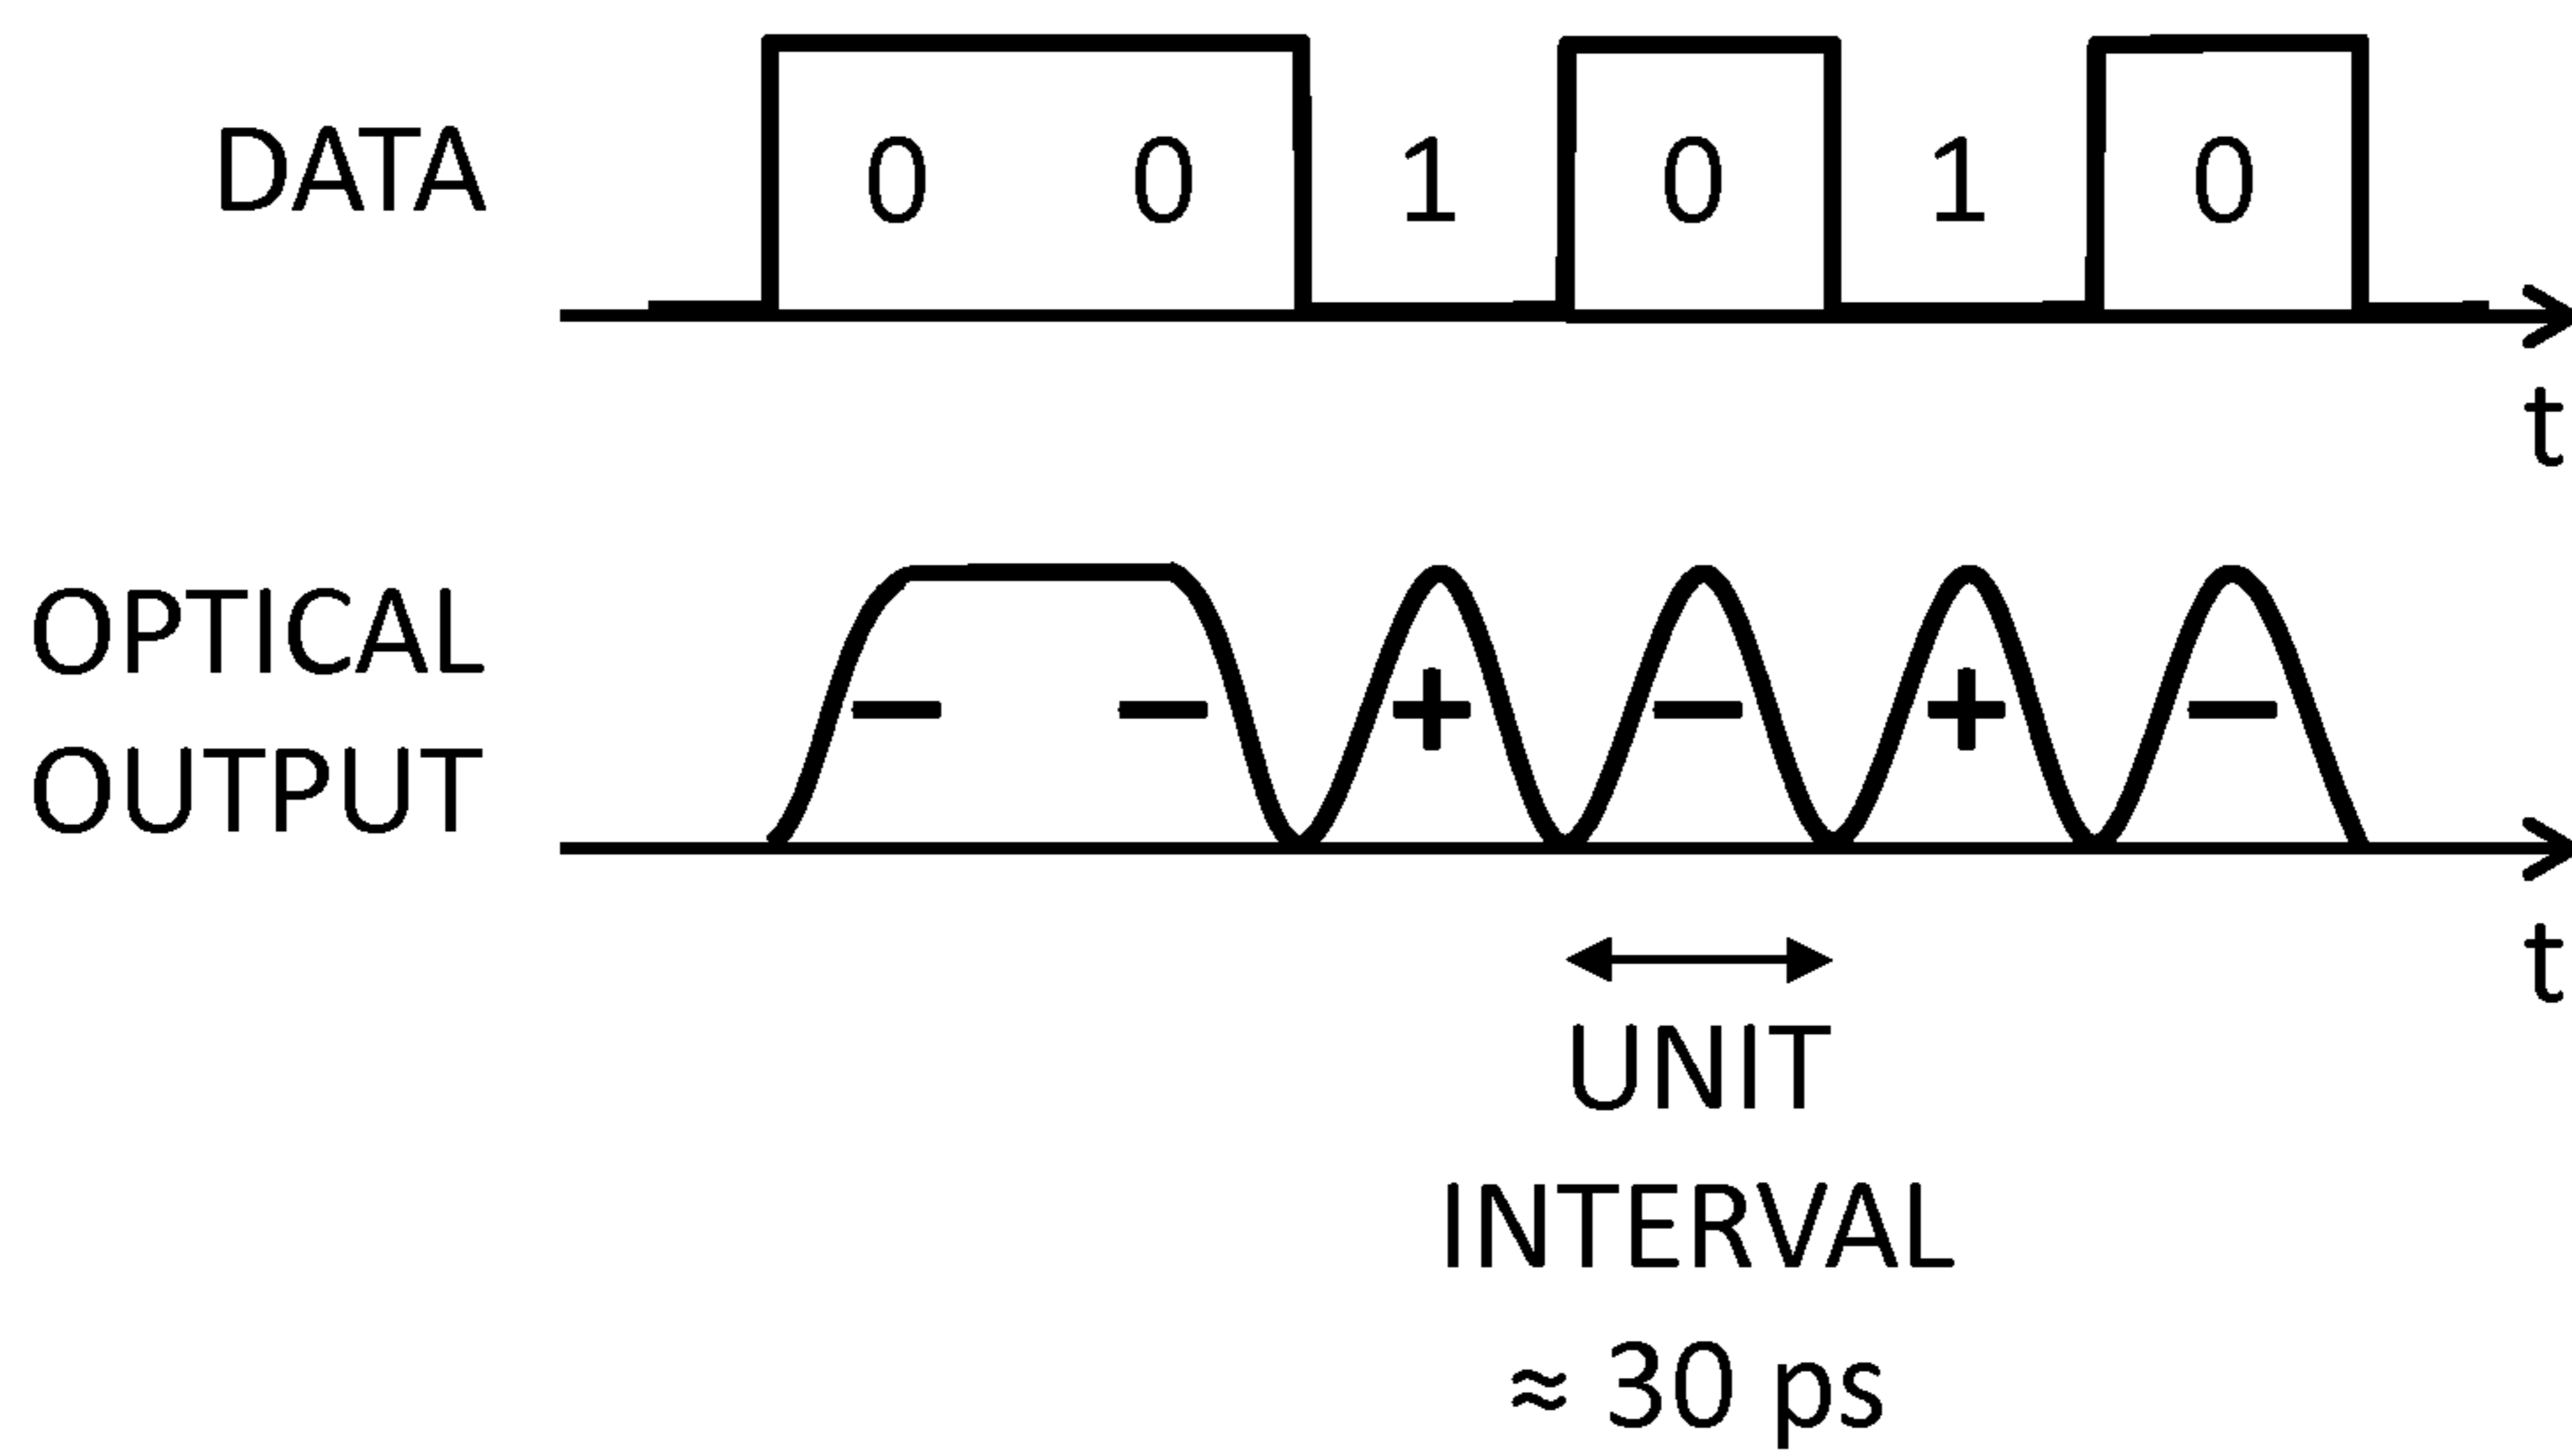 DATA
0 0 1 0 1 0
t
OPTICAL
OUTPUT
− − + − + −
t
UNIT
INTERVAL
≈ 30 ps